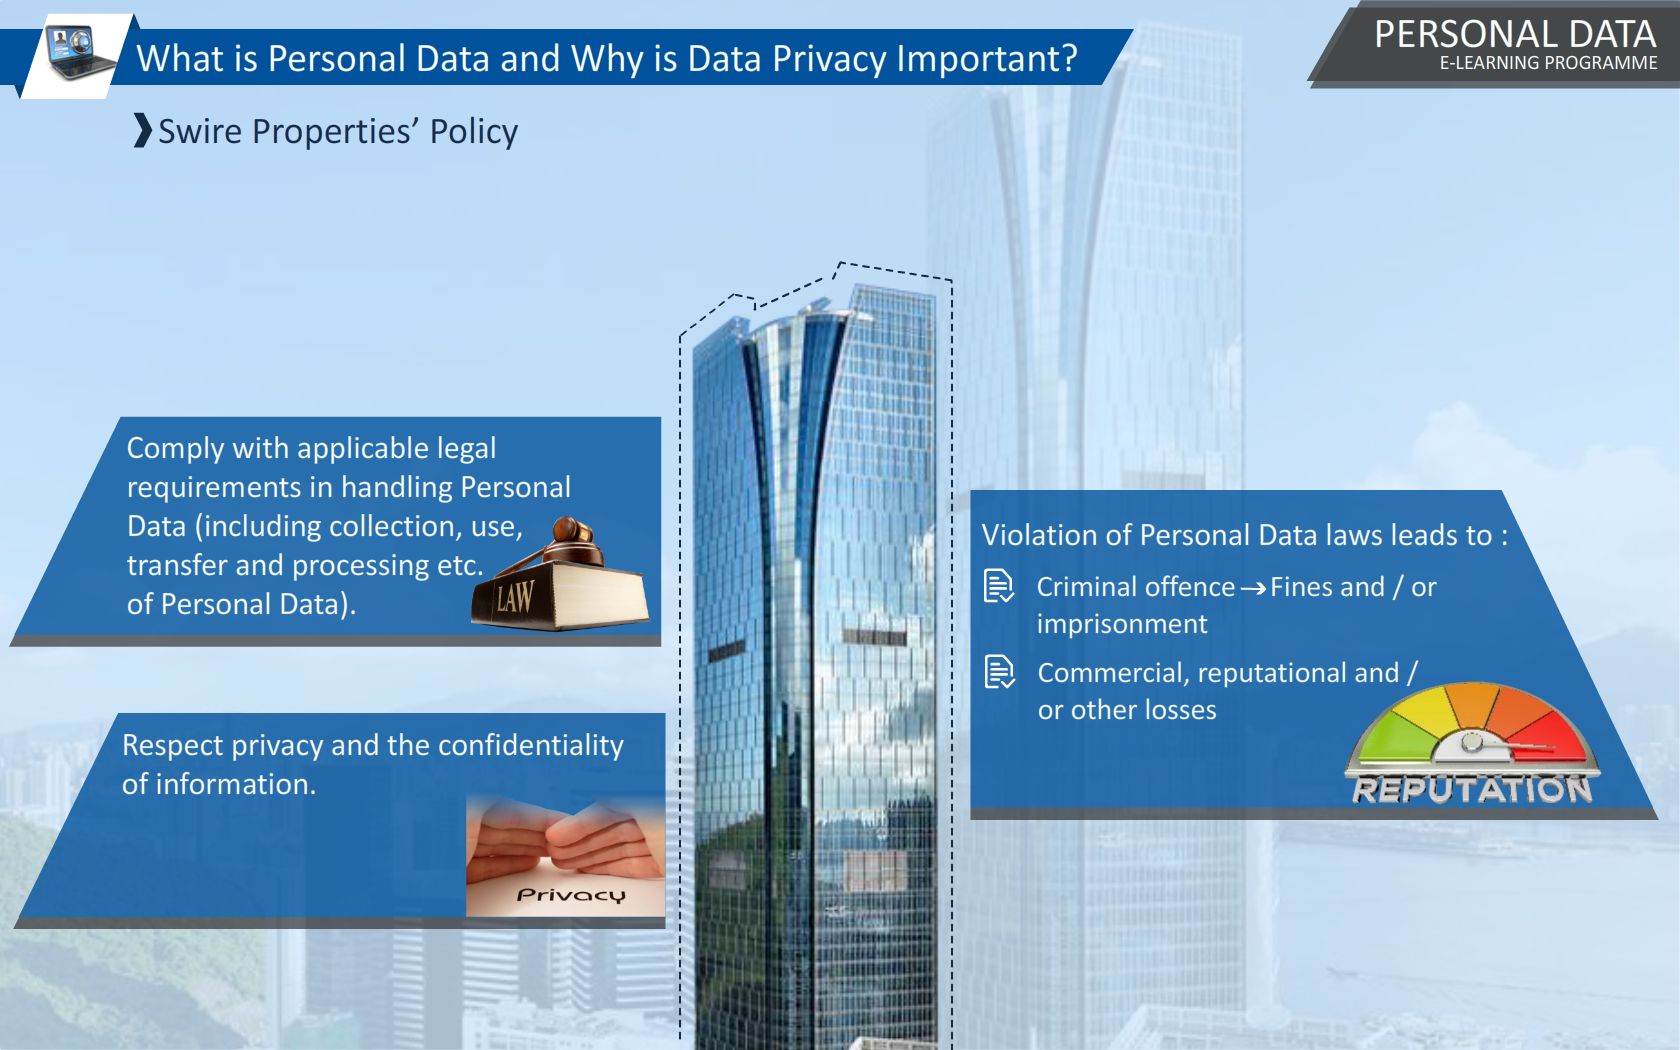 What is Personal Data and Why is Data Privacy Important?
PERSONAL DATA
E-LEARNING PROGRAMME
Swire Properties’ Policy
Comply with applicable legal
requirements in handling Personal
Data (including collection, use,
transfer and processing etc.
of Personal Data).
LAW
Respect privacy and the confidentiality
of information.
Privacy
Violation of Personal Data laws leads to :
Criminal offence → Fines and / or
imprisonment
Commercial, reputational and /
or other losses
REPUTATION